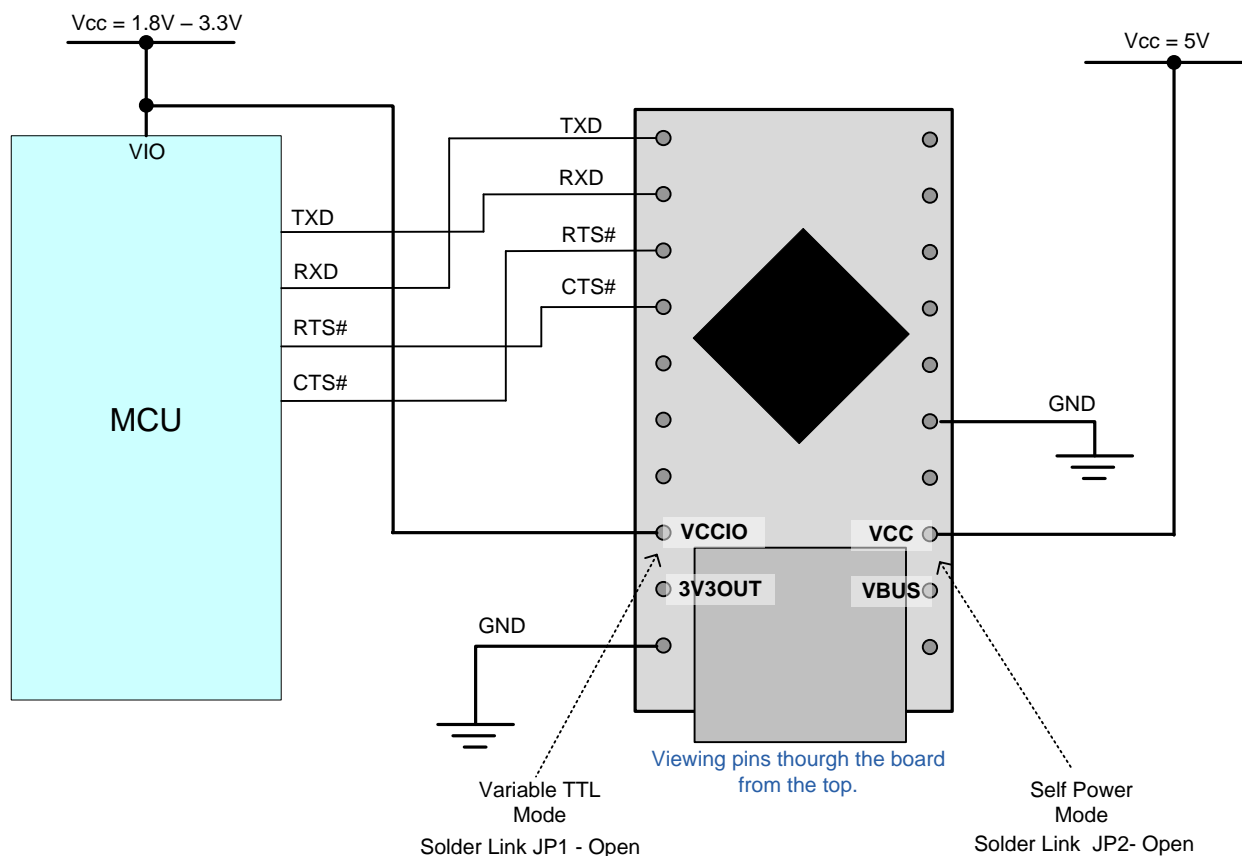 Vcc = 1.8V – 3.3V
Vcc = 5V
VIO
TXD
RXD
RTS#
CTS#
MCU
TXD
RXD
RTS#
CTS#
GND
VCCIO
VCC
3V3OUT
VBUS
GND
Viewing pins thourgh the board
from the top.
Variable TTL
Mode
Solder Link JP1 - Open
Self Power
Mode
Solder Link JP2- Open